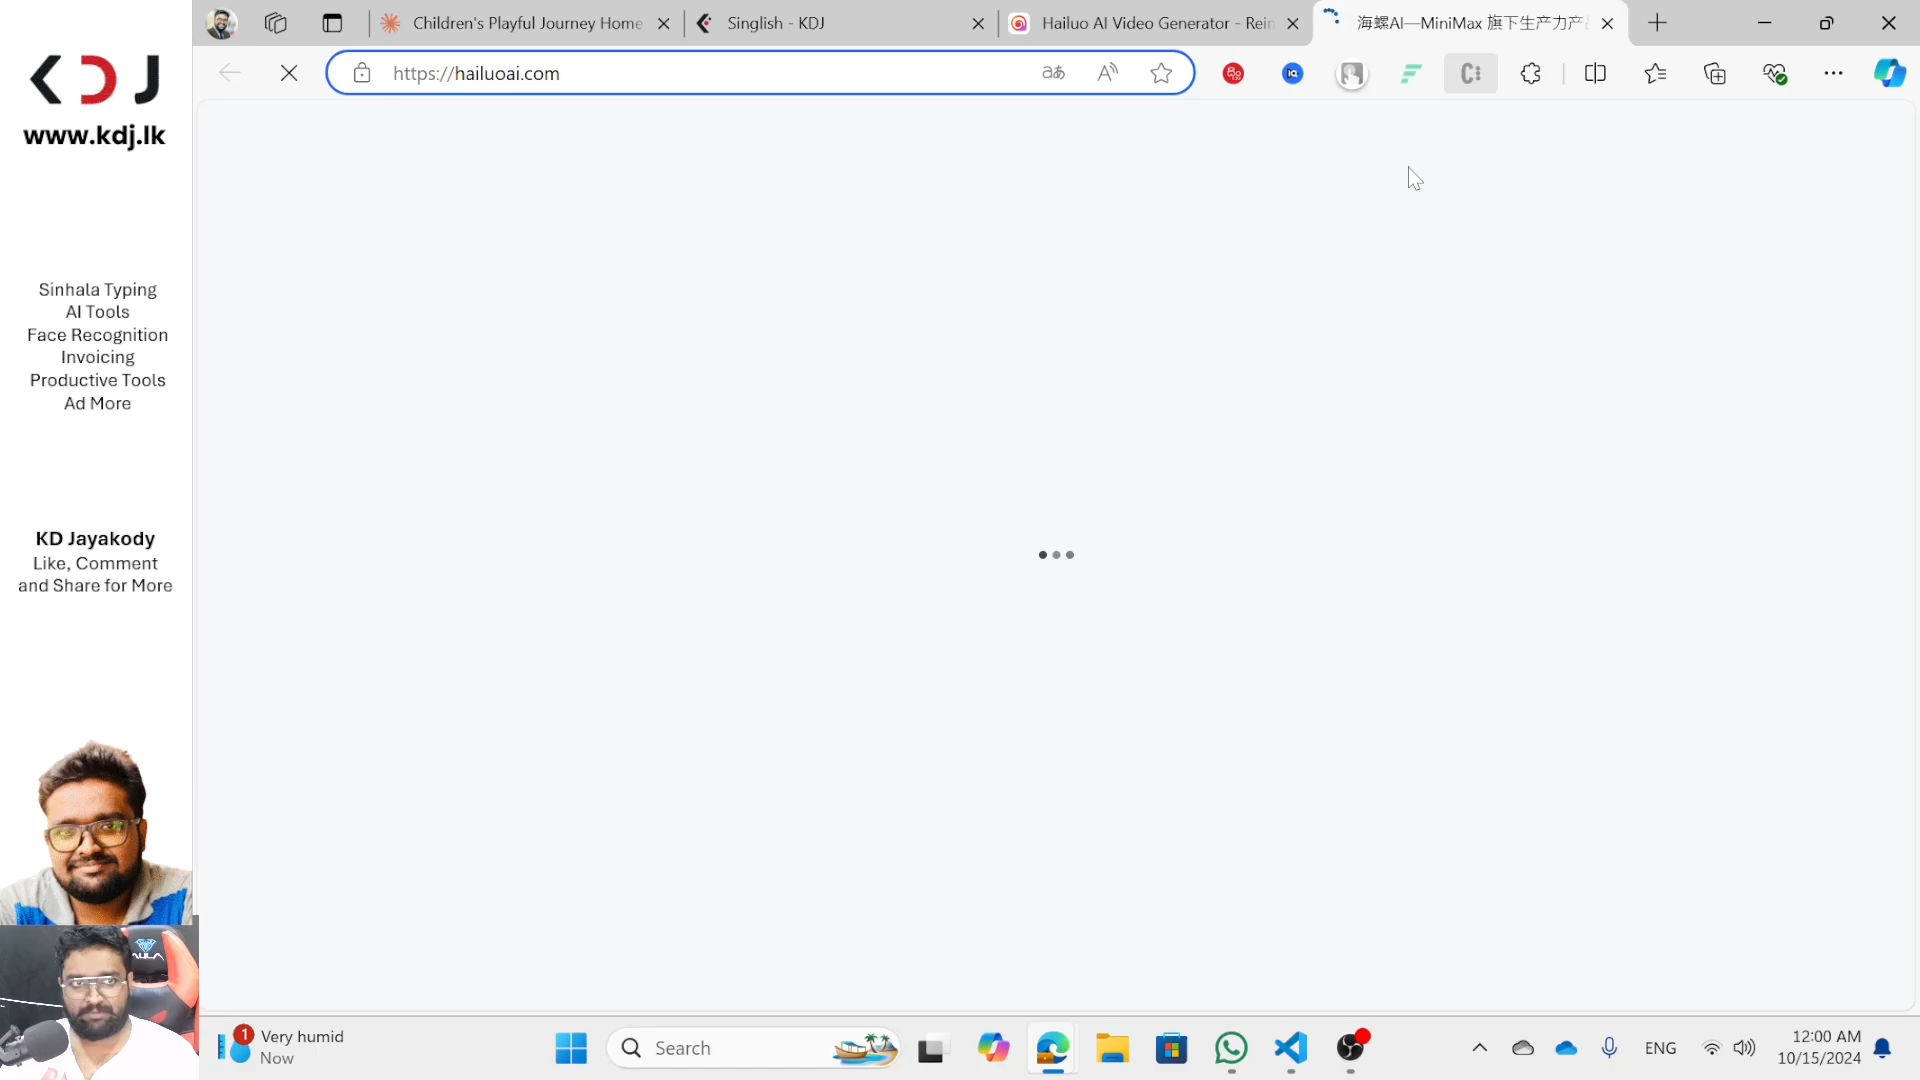 Children's Playful Journey Home
Singlish - KDJ
Hailuo AI Video Generator - Rein
海螺AI—MiniMax 旗下生产力产
https://hailuoai.com
KDJ
www.kdj.lk
Sinhala Typing
AI Tools
Face Recognition
Invoicing
Productive Tools
Ad More
KD Jayakody
Like, Comment
and Share for More
AULA
1
Very humid
Now
Search
ENG
12:00 AM
10/15/2024